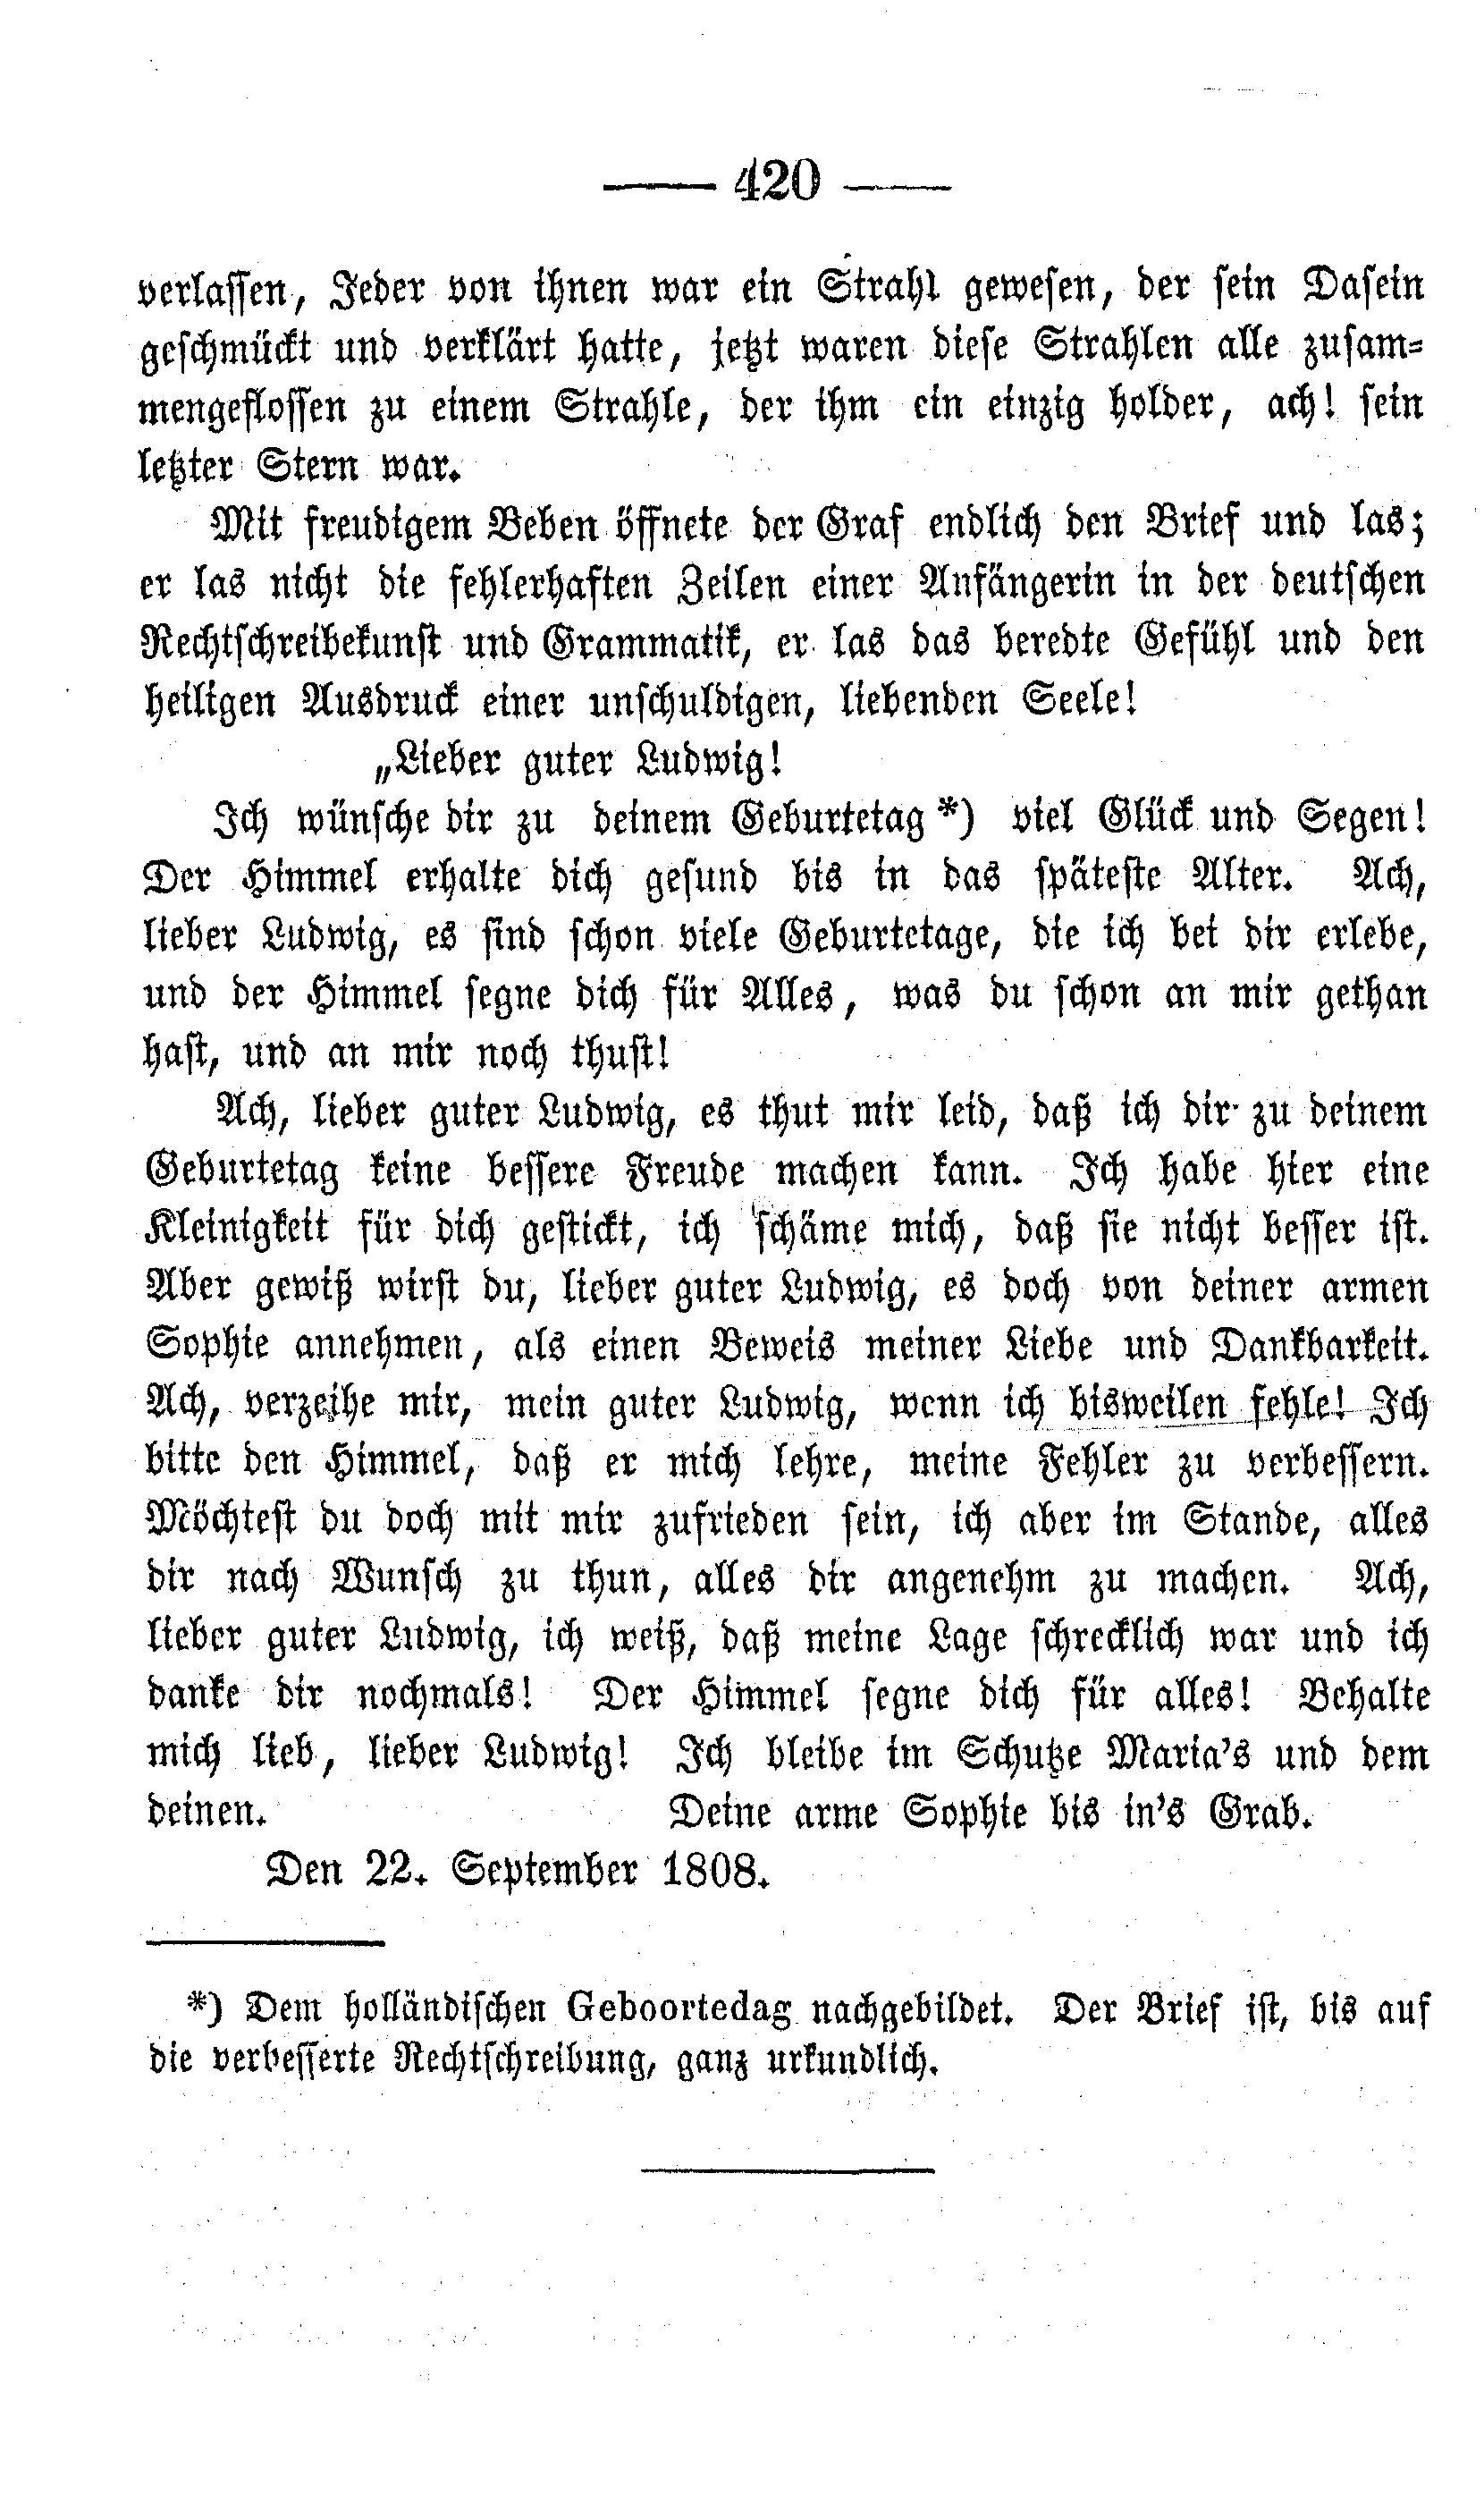 — 420 —
verlassen, Jeder von ihnen war ein Strahl gewesen, der sein Dasein
geschmückt und verklärt hatte, jetzt waren diese Strahlen alle zusam=
mengeflossen zu einem Strahle, der ihm ein einzig holder, ach! sein
letzter Stern war.
Mit freudigem Beben öffnete der Graf endlich den Brief und las;
er las nicht die fehlerhaften Zeilen einer Anfängerin in der deutschen
Rechtschreibekunst und Grammatik, er las das beredte Gefühl und den
heiligen Ausdruck einer unschuldigen, liebenden Seele!
„Lieber guter Ludwig!
Ich wünsche dir zu deinem Geburtetag *) viel Glück und Segen!
Der Himmel erhalte dich gesund bis in das späteste Alter. Ach,
lieber Ludwig, es sind schon viele Geburtetage, die ich bei dir erlebe,
und der Himmel segne dich für Alles, was du schon an mir gethan
hast, und an mir noch thust!
Ach, lieber guter Ludwig, es thut mir leid, daß ich dir zu deinem
Geburtetag keine bessere Freude machen kann. Ich habe hier eine
Kleinigkeit für dich gestickt, ich schäme mich, daß sie nicht besser ist.
Aber gewiß wirst du, lieber guter Ludwig, es doch von deiner armen
Sophie annehmen, als einen Beweis meiner Liebe und Dankbarkeit.
Ach, verzeihe mir, mein guter Ludwig, wenn ich bisweilen fehle! Ich
bitte den Himmel, daß er mich lehre, meine Fehler zu verbessern.
Möchtest du doch mit mir zufrieden sein, ich aber im Stande, alles
dir nach Wunsch zu thun, alles dir angenehm zu machen. Ach,
lieber guter Ludwig, ich weiß, daß meine Lage schrecklich war und ich
danke dir nochmals! Der Himmel segne dich für alles! Behalte
mich lieb, lieber Ludwig! Ich bleibe im Schutze Maria's und dem
deinen. Deine arme Sophie bis in's Grab.
Den 22. September 1808.
*) Dem holländischen Geboortedag nachgebildet. Der Brief ist, bis auf
die verbesserte Rechtschreibung, ganz urkundlich.